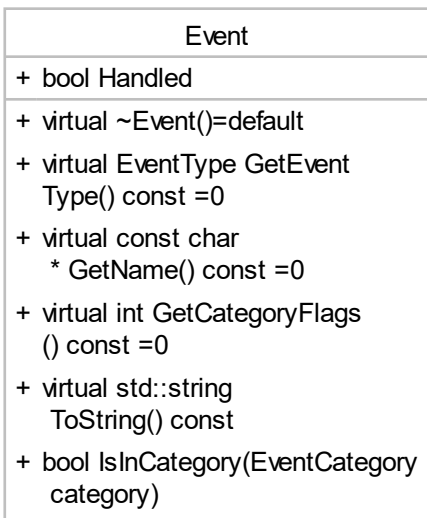 Event
+ bool Handled
+ virtual ~Event()=default
+ virtual EventType GetEvent
Type() const =0
+ virtual const char
* GetName() const =0
+ virtual int GetCategoryFlags
() const =0
+ virtual std::string
ToString() const
+ bool IsInCategory(EventCategory
category)